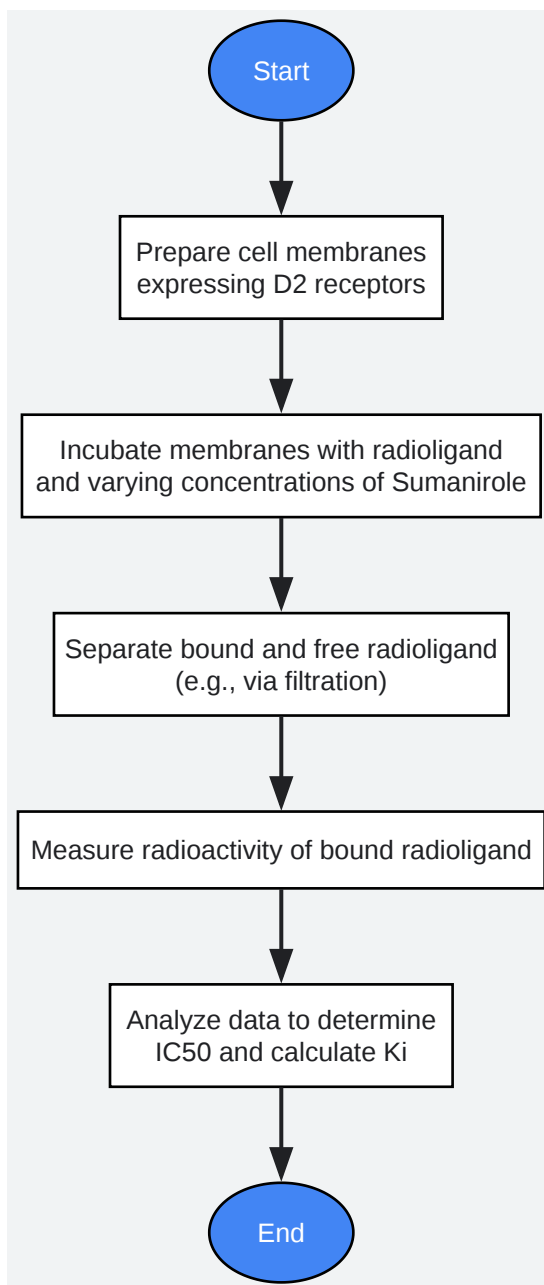 Start
Prepare cell membranes
expressing D2 receptors
Incubate membranes with radioligand
and varying concentrations of Sumanirole
Separate bound and free radioligand
(e.g., via filtration)
Measure radioactivity of bound radioligand
Analyze data to determine
IC50 and calculate Ki
End